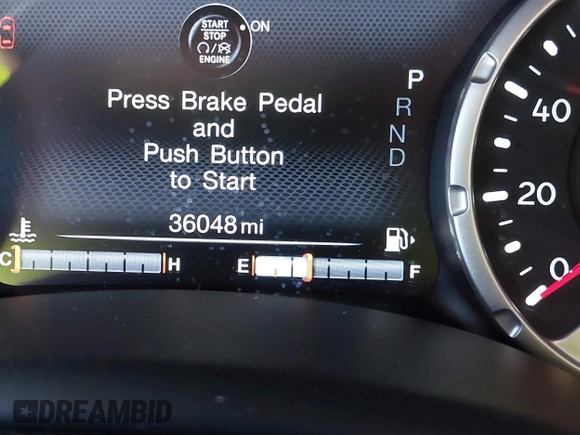 START
STOP
ENGINE
ON
Press Brake Pedal
and
Push Button
to Start
P
R
N
D
36048 mi
C
H
E
F
40
20
0
DREAMBID